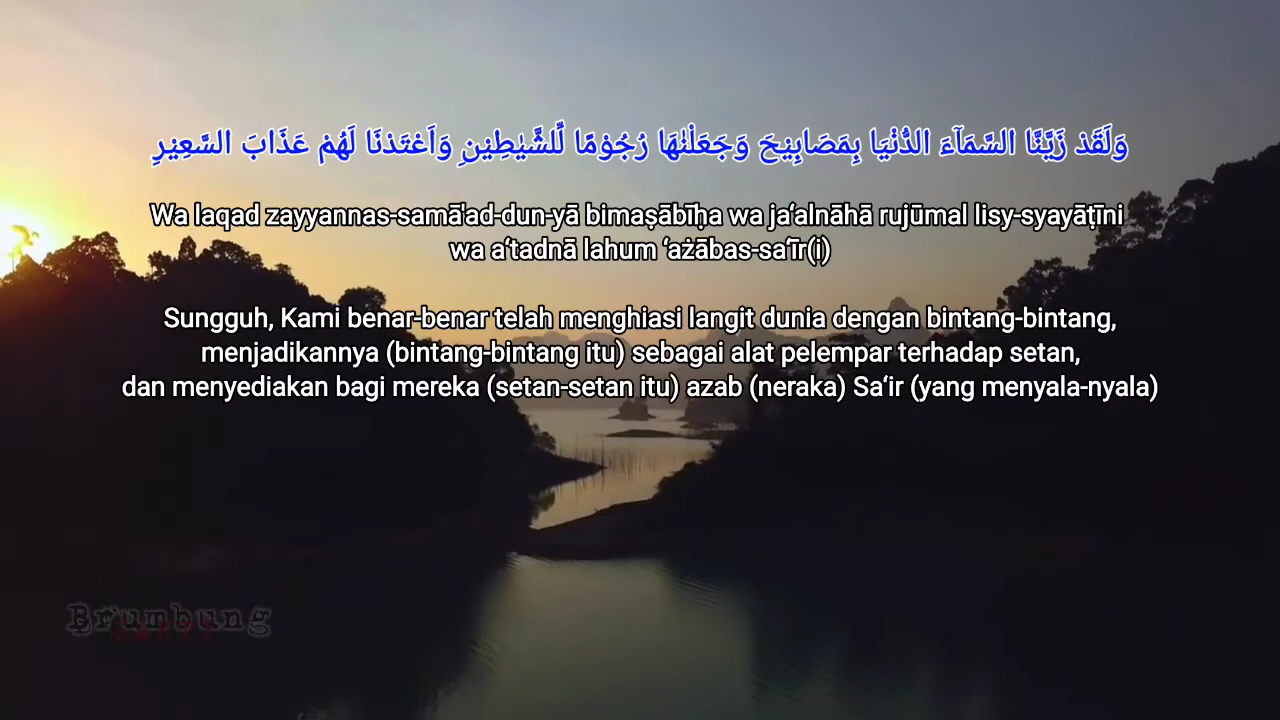 وَلَقَدْ زَيَّنَّا السَّمَاۤءَ الدُّنْيَا بِمَصَابِيْحَ وَجَعَلْنٰهَا رُجُوْمًا لِّلشَّيٰطِيْنِ وَاَعْتَدْنَا لَهُمْ عَذَابَ السَّعِيْرِ
Wa laqad zayyannas-samā'ad-dun-yā bimaṣābīḥa wa ja‘alnāhā rujūmal lisy-syayāṭīni
wa a‘tadnā lahum ‘ażābas-sa‘īr(i)
Sungguh, Kami benar-benar telah menghiasi langit dunia dengan bintang-bintang,
menjadikannya (bintang-bintang itu) sebagai alat pelempar terhadap setan,
dan menyediakan bagi mereka (setan-setan itu) azab (neraka) Sa‘ir (yang menyala-nyala)
Brumbung